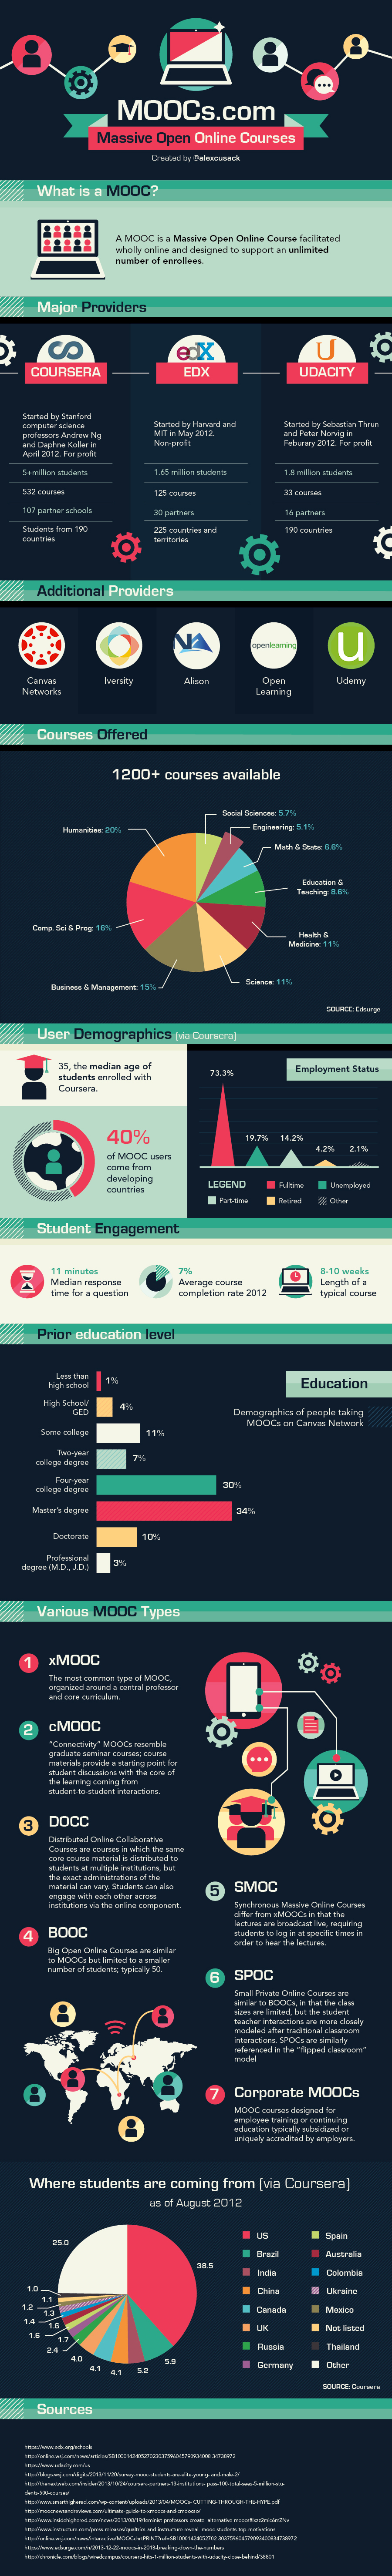 MOOCs.com
Massive Open Online Courses
Created by @alexcusack
What is a MOOC?
A MOOC is a Massive Open Online Course facilitated
wholly online and designed to support an unlimited
number of enrollees.
Major Providers
COURSERA
Started by Stanford
computer science
professors Andrew Ng
and Daphne Koller in
April 2012. For profit
5+million students
532 courses
107 partner schools
Students from 190
countries
edX
EDX
Started by Harvard and
MIT in May 2012.
Non-profit
1.65 million students
125 courses
30 partners
225 countries and
territories
UDACITY
Started by Sebastian Thrun
and Peter Norvig in
Feburary 2012. For profit
1.8 million students
33 courses
16 partners
190 countries
Additional Providers
Canvas
Networks
Iversity
Alison
openlearning
Open
Learning
Udemy
Courses Offered
1200+ courses available
Social Sciences: 5.7%
Engineering: 5.1%
Math & Stats: 6.6%
Education &
Teaching: 8.6%
Health &
Medicine: 11%
Science: 11%
Business & Management: 15%
Comp. Sci & Prog: 16%
Humanities: 20%
SOURCE: Edsurge
User Demographics (via Coursera)
35, the median age of
students enrolled with
Coursera.
40%
of MOOC users
come from
developing
countries
Employment Status
73.3%
19.7%
14.2%
4.2%
2.1%
LEGEND
Fulltime
Unemployed
Part-time
Retired
Other
Student Engagement
11 minutes
Median response
time for a question
7%
Average course
completion rate 2012
8-10 weeks
Length of a
typical course
Prior education level
Education
Demographics of people taking
MOOCs on Canvas Network
Less than
high school
1%
High School/
GED
4%
Some college
11%
Two-year
college degree
7%
Four-year
college degree
30%
Master's degree
34%
Doctorate
10%
Professional
degree (M.D., J.D.)
3%
Various MOOC Types
1 xMOOC
The most common type of MOOC,
organized around a central professor
and core curriculum.
2 cMOOC
"Connectivity" MOOCs resemble
graduate seminar courses; course
materials provide a starting point for
student discussions with the core of
the learning coming from
student-to-student interactions.
3 DOCC
Distributed Online Collaborative
Courses are courses in which the same
core course material is distributed to
students at multiple institutions, but
the exact administrations of the
material can vary. Students can also
engage with each other across
institutions via the online component.
4 BOOC
Big Open Online Courses are similar
to MOOCs but limited to a smaller
number of students; typically 50.
5 SMOC
Synchronous Massive Online Courses
differ from xMOOCs in that the
lectures are broadcast live, requiring
students to log in at specific times in
order to hear the lectures.
6 SPOC
Small Private Online Courses are
similar to BOOCs, in that the class
sizes are limited, but the student
teacher interactions are more closely
modeled after traditional classroom
interactions. SPOCs are similarly
referenced in the "flipped classroom"
model
7 Corporate MOOCs
MOOC courses designed for
employee training or continuing
education typically subsidized or
uniquely accredited by employers.
Where students are coming from (via Coursera)
as of August 2012
25.0
38.5
5.9
5.2
4.1
4.1
4.0
2.4
1.7
1.6
1.6
1.4
1.3
1.2
1.1
1.0
US
Brazil
India
China
Canada
UK
Russia
Germany
Spain
Australia
Colombia
Ukraine
Mexico
Not listed
Thailand
Other
SOURCE: Coursera
Sources
https://www.edx.org/schools
https://www.udacity.com/us